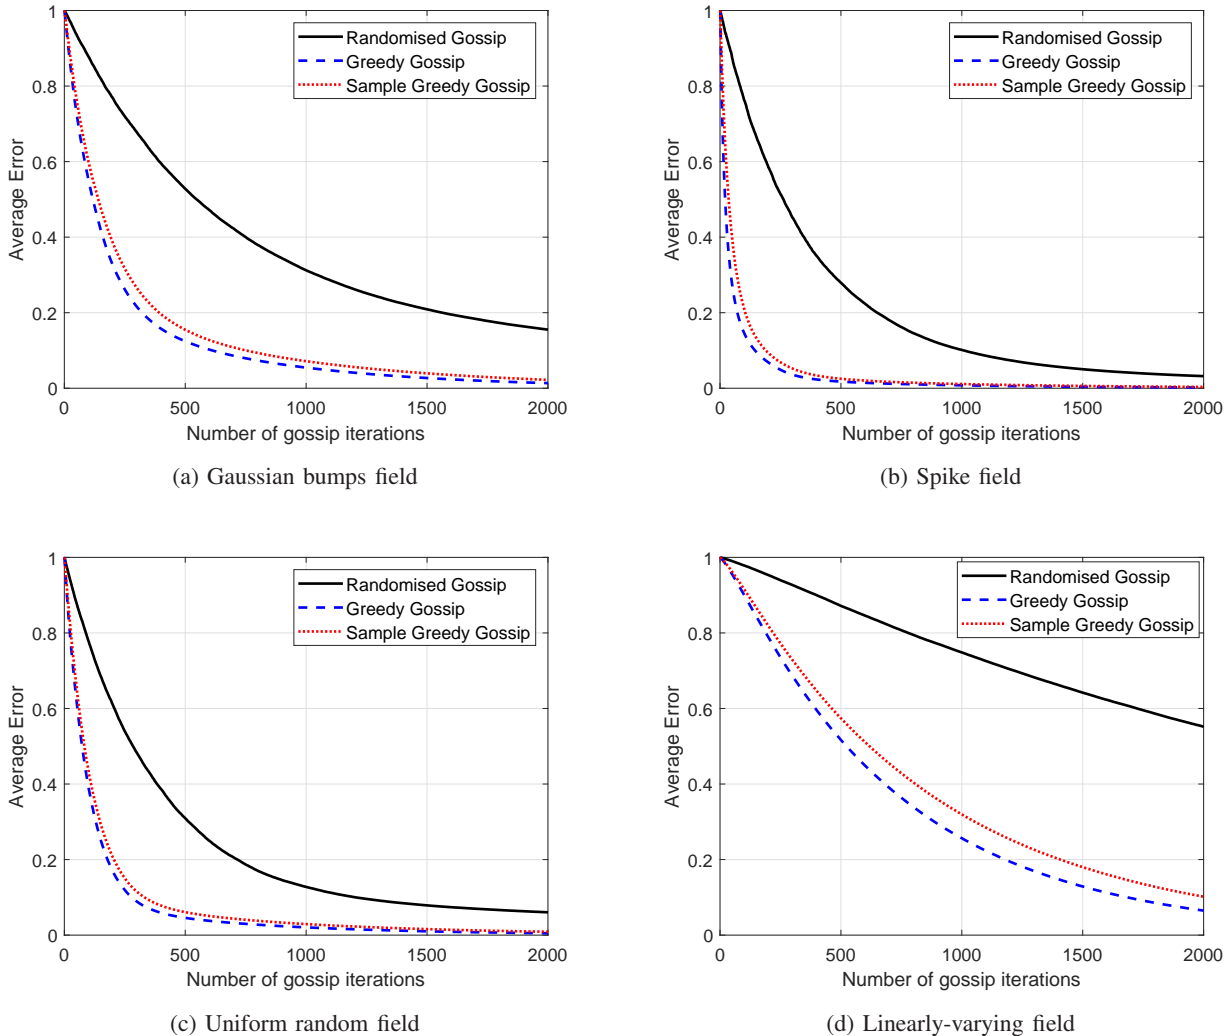 1
0.8
0.6
0.4
0.2
0
Average Error
0 500 1000 1500 2000
Number of gossip iterations
Randomised Gossip
Greedy Gossip
Sample Greedy Gossip
(a) Gaussian bumps field
1
0.8
0.6
0.4
0.2
0
Average Error
0 500 1000 1500 2000
Number of gossip iterations
Randomised Gossip
Greedy Gossip
Sample Greedy Gossip
(b) Spike field
1
0.8
0.6
0.4
0.2
0
Average Error
0 500 1000 1500 2000
Number of gossip iterations
Randomised Gossip
Greedy Gossip
Sample Greedy Gossip
(c) Uniform random field
1
0.8
0.6
0.4
0.2
0
Average Error
0 500 1000 1500 2000
Number of gossip iterations
Randomised Gossip
Greedy Gossip
Sample Greedy Gossip
(d) Linearly-varying field